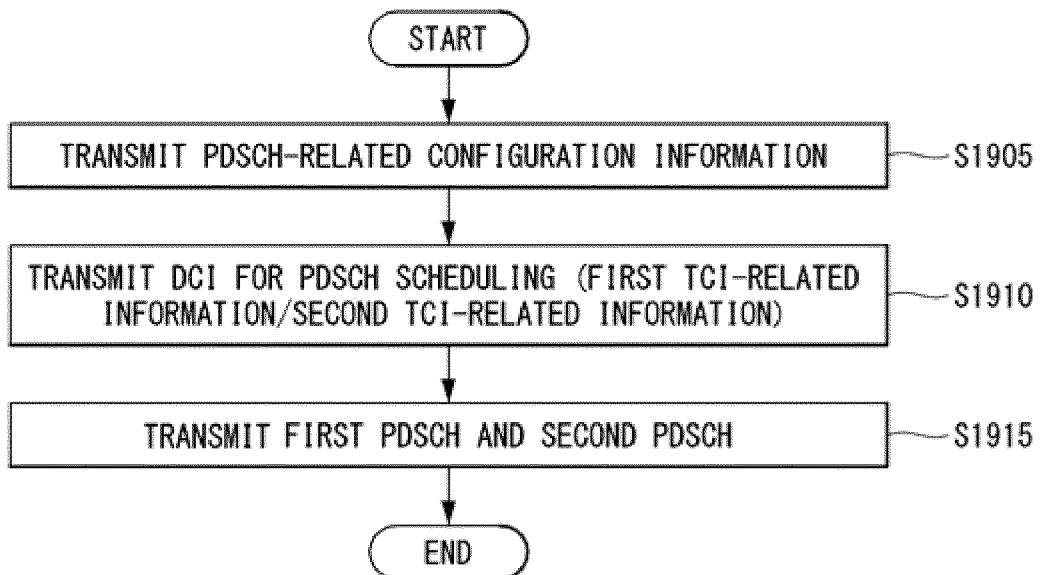 START
TRANSMIT PDSCH-RELATED CONFIGURATION INFORMATION
S1905
TRANSMIT DCI FOR PDSCH SCHEDULING (FIRST TCI-RELATED
INFORMATION/SECOND TCI-RELATED INFORMATION)
S1910
TRANSMIT FIRST PDSCH AND SECOND PDSCH
S1915
END